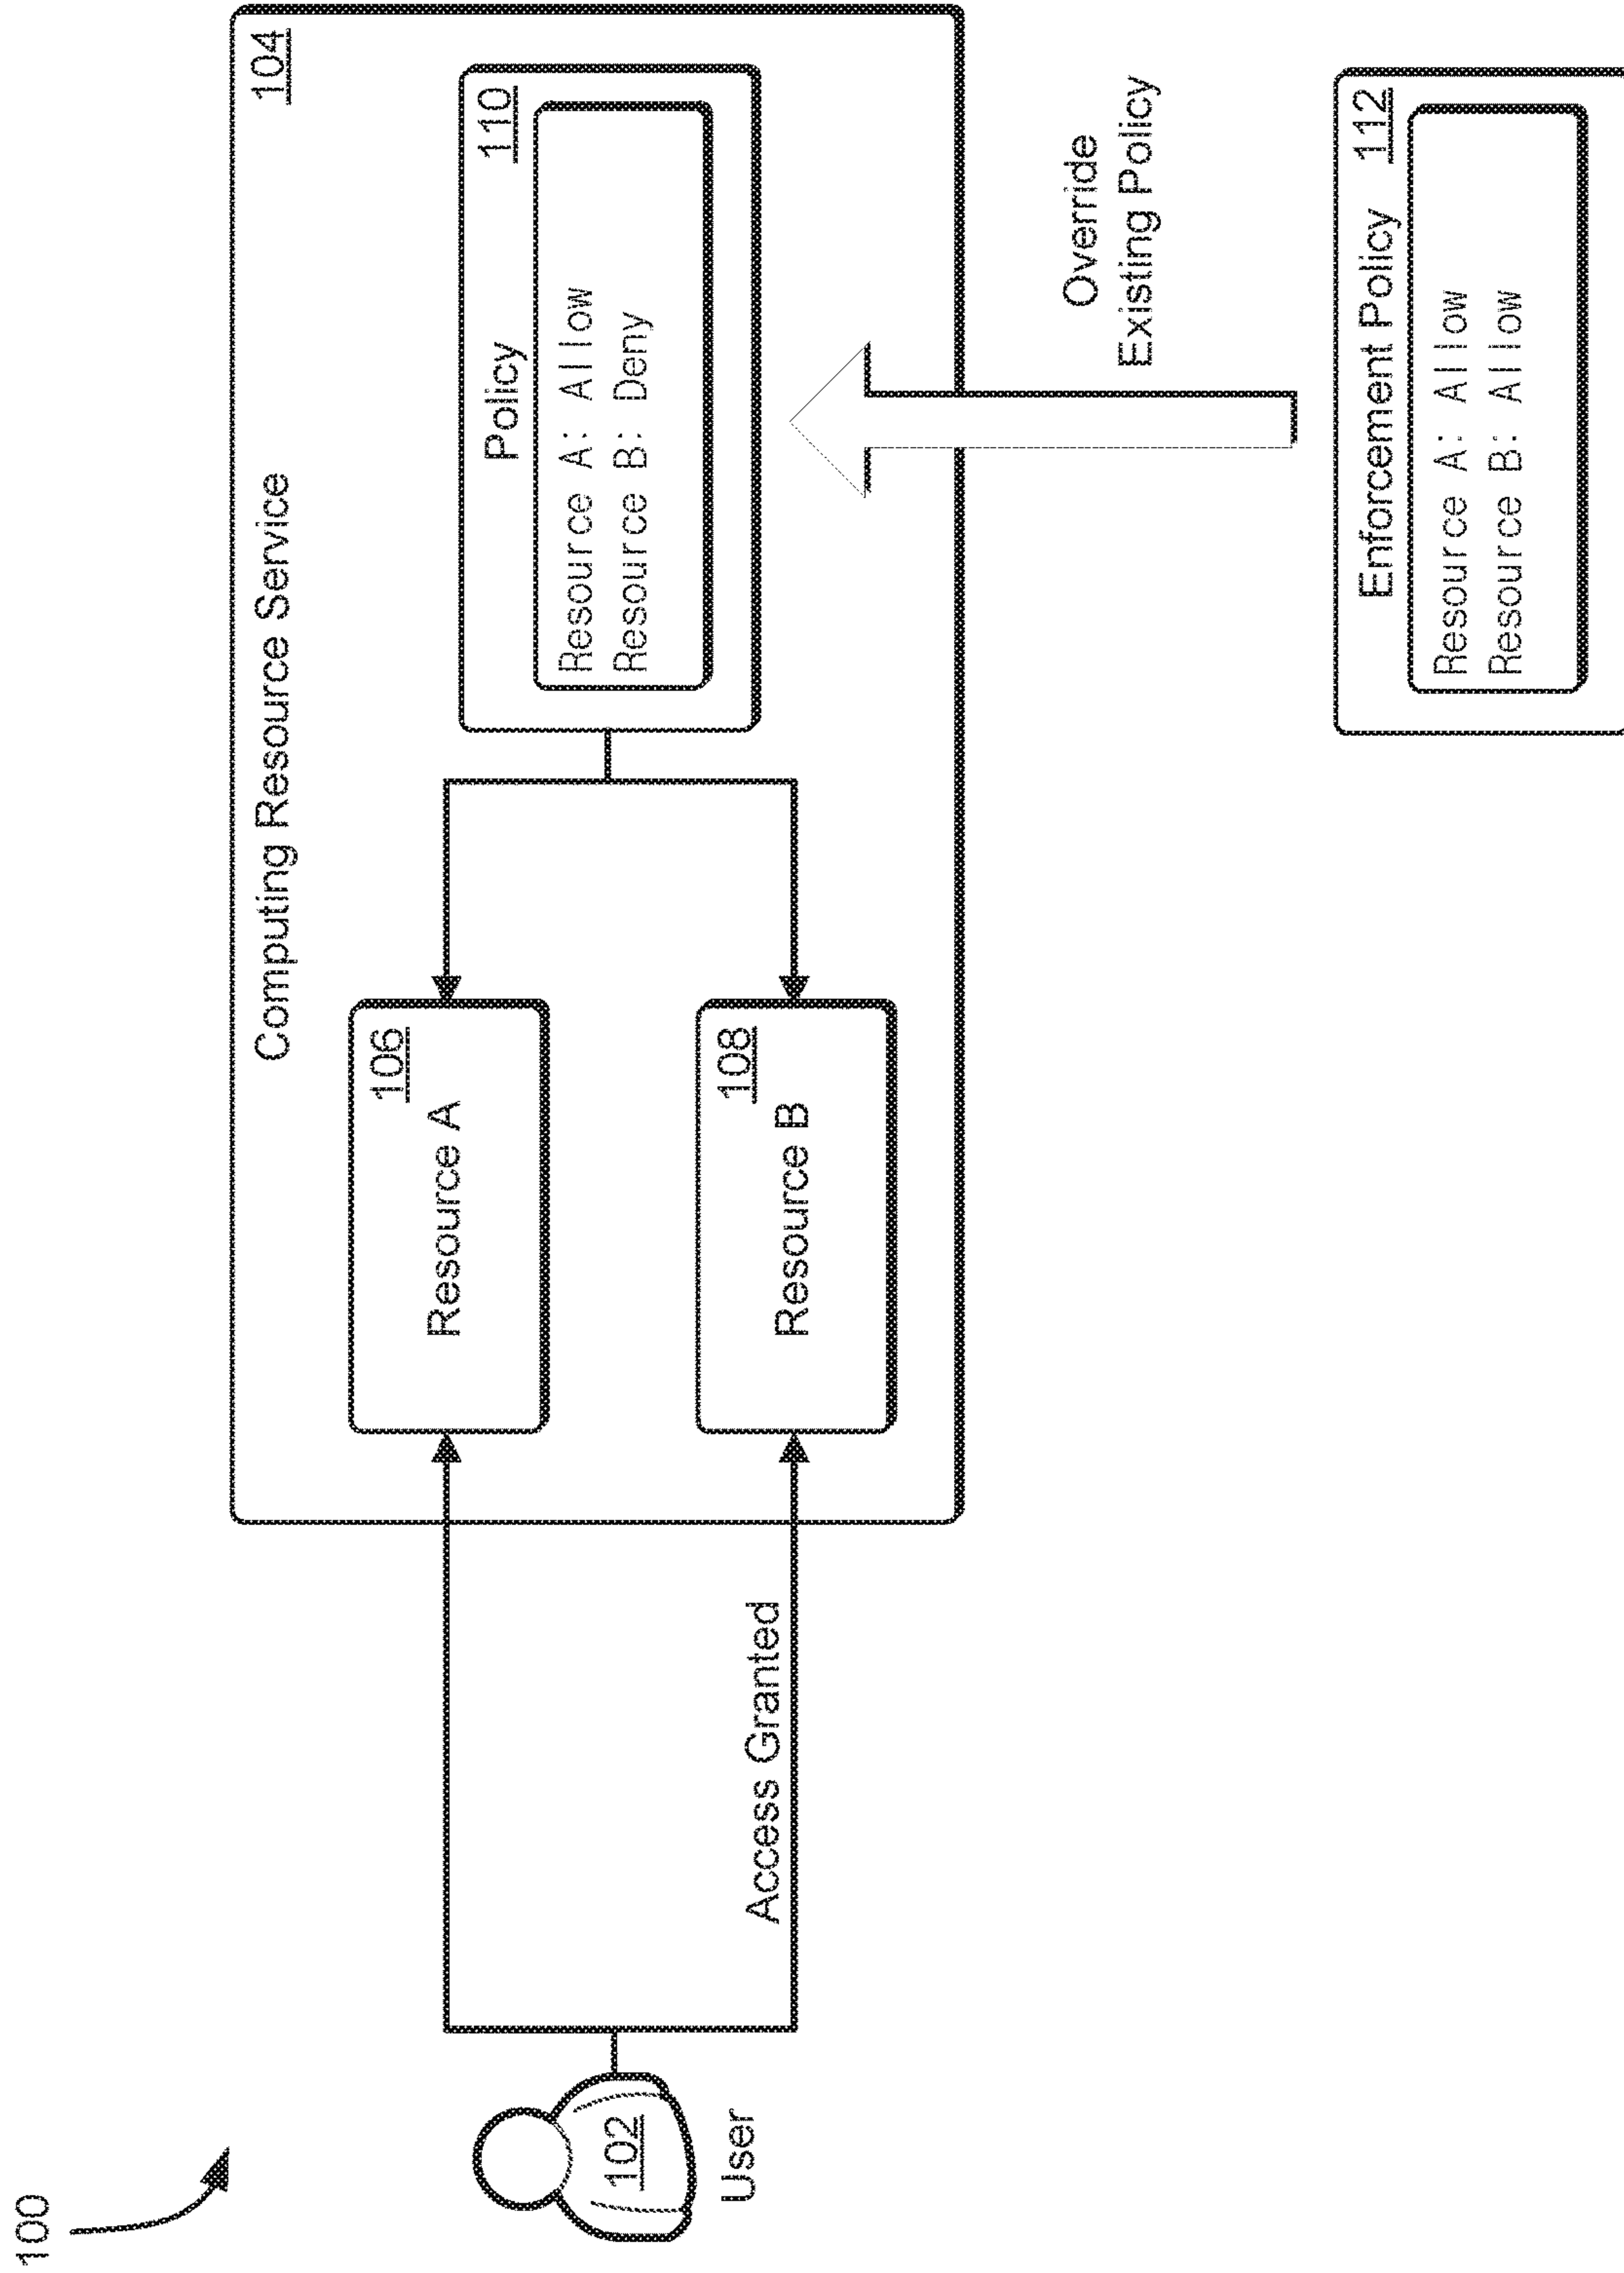 100
Computing Resource Service
104
106
Resource A
Policy
110
Resource A: Allow
Resource B: Deny
102
User
Access Granted
108
Resource B
Override
Existing Policy
Enforcement Policy
112
Resource A: Allow
Resource B: Allow